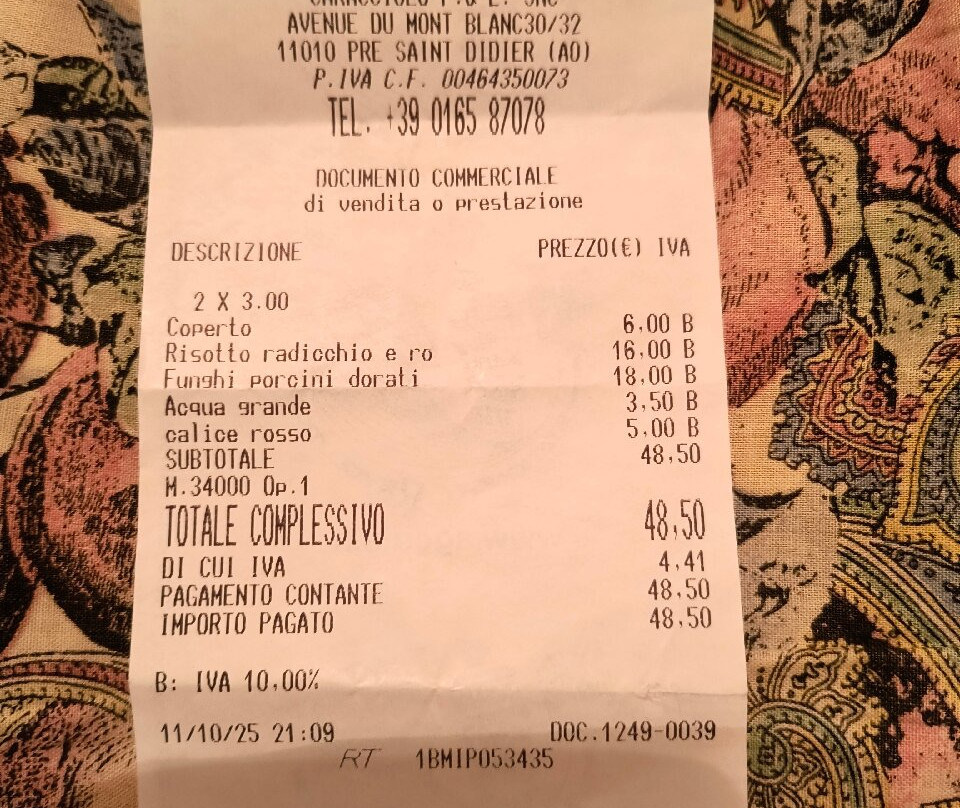 AVENUE DU MONT BLANC30/32
11010 PRE SAINT DIDIER (AO)
P.IVA C.F. 00464350073
TEL. +39 0165 87078
DOCUMENTO COMMERCIALE
di vendita o prestazione
DESCRIZIONE PREZZO(€) IVA
2 X 3.00
Coperto 6,00 B
Risotto radicchio e ro 16,00 B
Funghi porcini dorati 18,00 B
Acqua grande 3,50 B
calice rosso 5,00 B
SUBTOTALE 48,50
M.34000 Op.1
TOTALE COMPLESSIVO 48,50
DI CUI IVA 4,41
PAGAMENTO CONTANTE 48,50
IMPORTO PAGATO 48,50
B: IVA 10,00%
11/10/25 21:09 DOC.1249-0039
RT 1BMIP053435